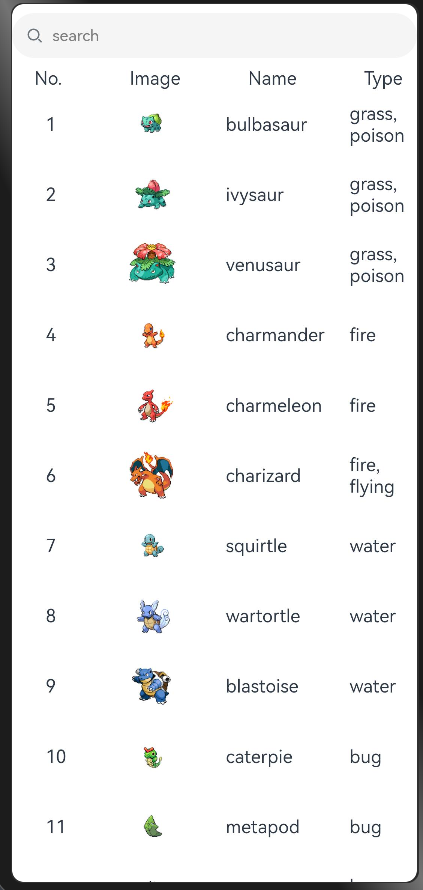 search
No. Image Name Type
1 bulbasaur grass,
poison
2 ivysaur grass,
poison
3 venusaur grass,
poison
4 charmander fire
5 charmeleon fire
6 charizard fire,
flying
7 squirtle water
8 wartortle water
9 blastoise water
10 caterpie bug
11 metapod bug